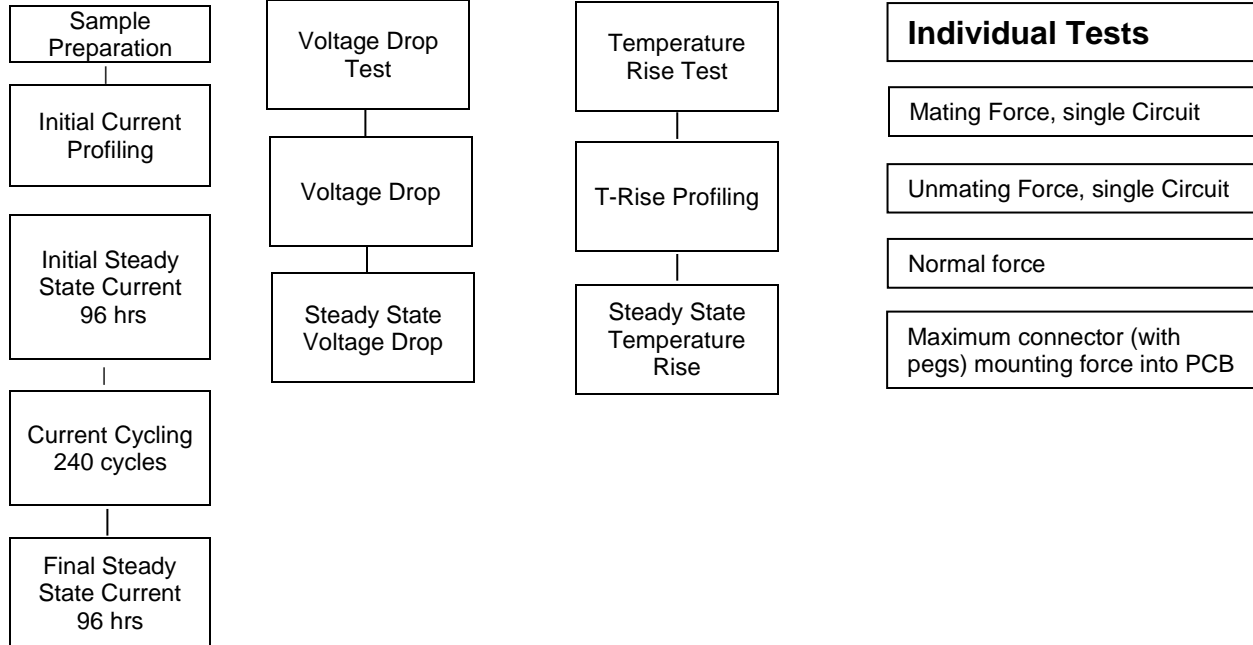 Sample
Preparation
Initial Current
Profiling
Initial Steady
State Current
96 hrs
Current Cycling
240 cycles
Final Steady
State Current
96 hrs
Voltage Drop
Test
Voltage Drop
Steady State
Voltage Drop
Temperature
Rise Test
T-Rise Profiling
Steady State
Temperature
Rise
Individual Tests
Mating Force, single Circuit
Unmating Force, single Circuit
Normal force
Maximum connector (with
pegs) mounting force into PCB